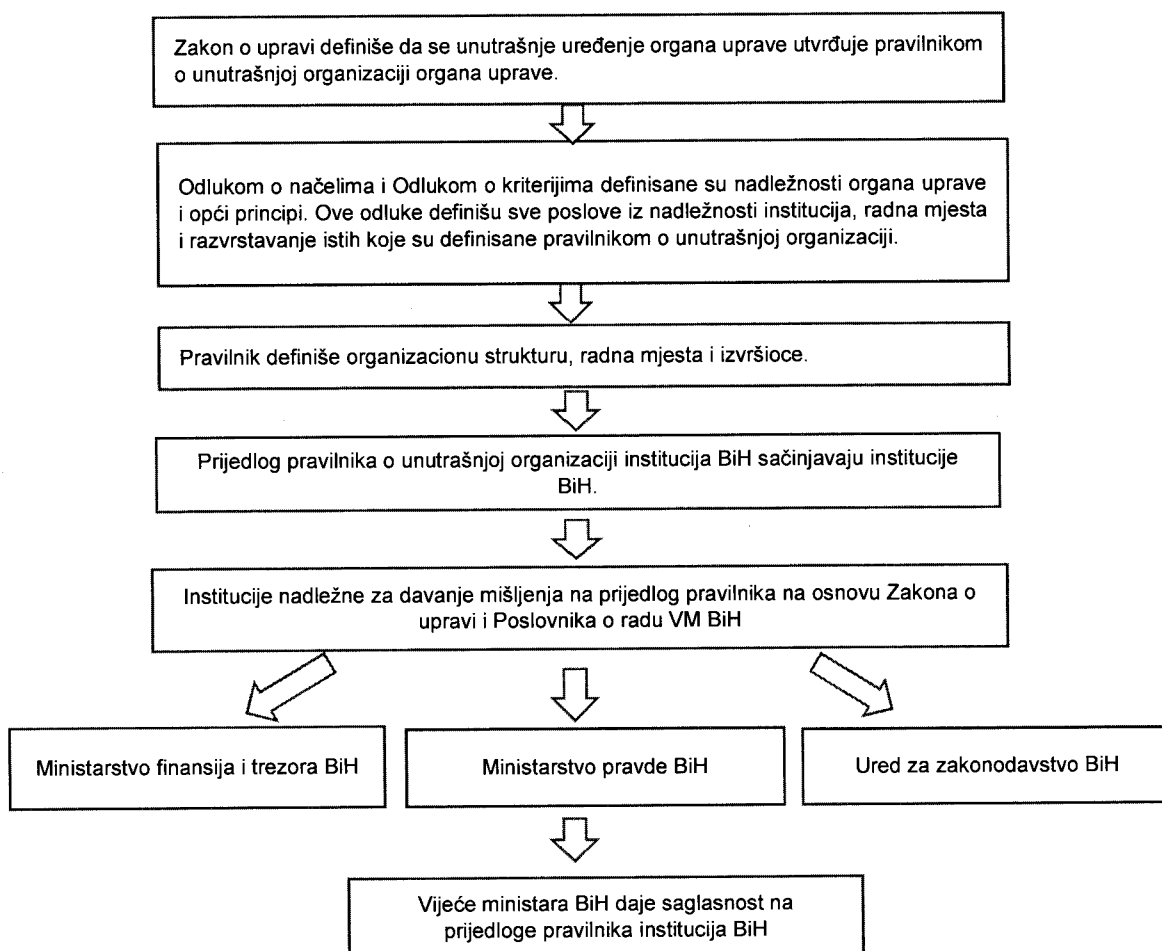 Zakon o upravi definiše da se unutrašnje uređenje organa uprave utvrđuje pravilnikom
o unutrašnjoj organizaciji organa uprave.
Odlukom o načelima i Odlukom o kriterijima definisane su nadležnosti organa uprave
i opći principi. Ove odluke definišu sve poslove iz nadležnosti institucija, radna mjesta
i razvrstavanje istih koje su definisane pravilnikom o unutrašnjoj organizaciji.
Pravilnik definiše organizacionu strukturu, radna mjesta i izvršioce.
Prijedlog pravilnika o unutrašnjoj organizaciji institucija BiH sačinjavaju institucije
BiH.
Institucije nadležne za davanje mišljenja na prijedlog pravilnika na osnovu Zakona o
upravi i Poslovnika o radu VM BiH
Ministarstvo finansija i trezora BiH
Ministarstvo pravde BiH
Ured za zakonodavstvo BiH
Vijeće ministara BiH daje saglasnost na
prijedloge pravilnika institucija BiH